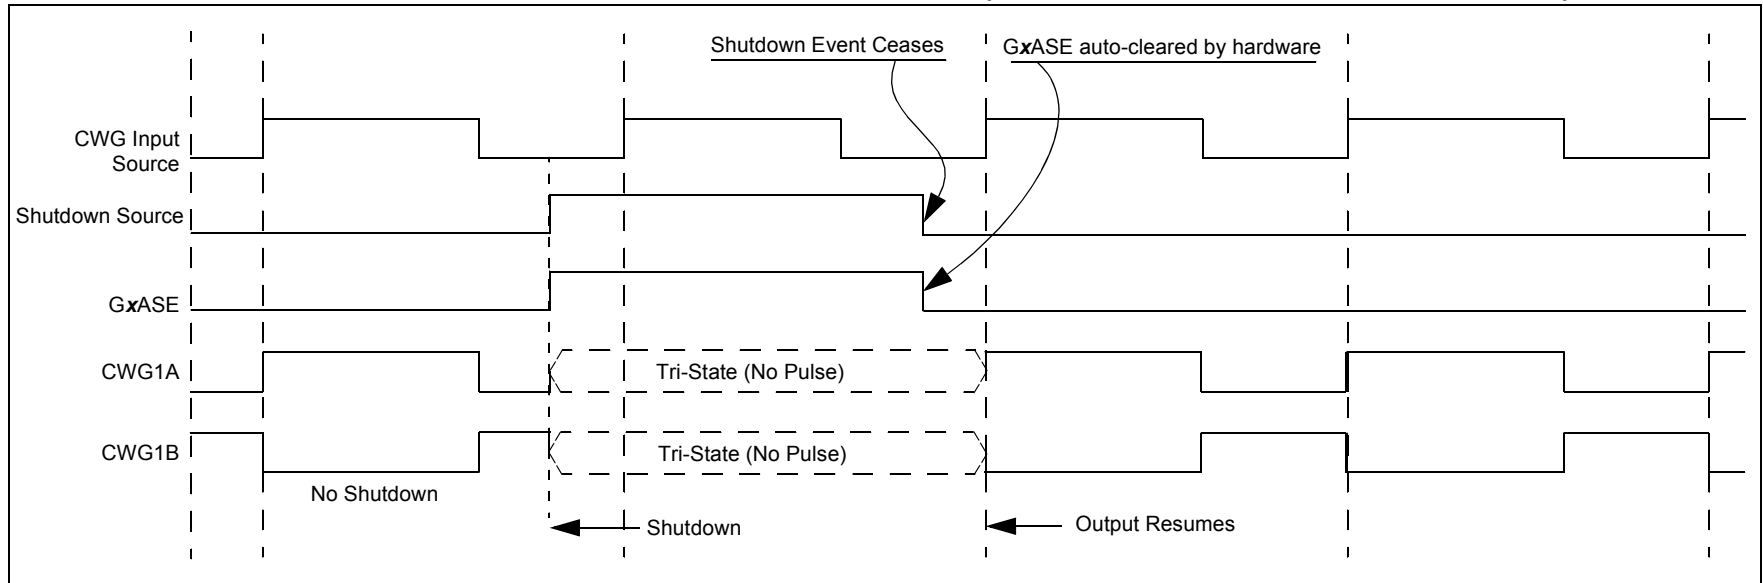 Shutdown Event Ceases
GxASE auto-cleared by hardware
CWG Input
Source
Shutdown Source
GxASE
CWG1A
Tri-State (No Pulse)
CWG1B
Tri-State (No Pulse)
No Shutdown
Shutdown
Output Resumes